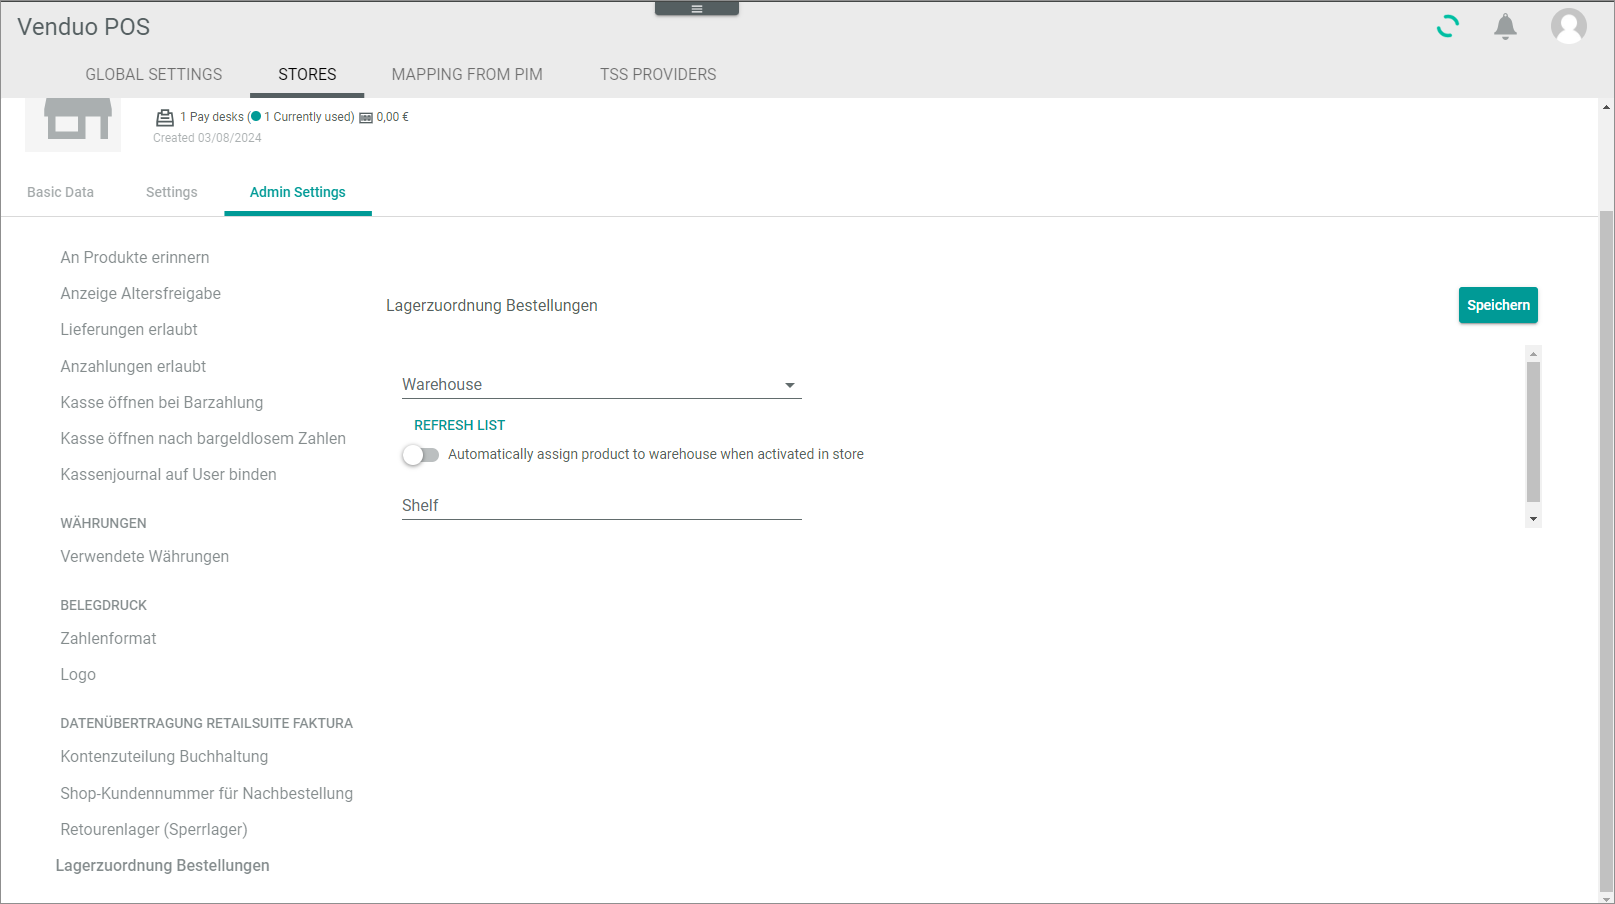 Venduo POS
GLOBAL SETTINGS
STORES
MAPPING FROM PIM
TSS PROVIDERS
1 Pay desks (1 Currently used) 0,00 €
Created 03/08/2024
Basic Data
Settings
Admin Settings
An Produkte erinnern
Anzeige Altersfreigabe
Lieferungen erlaubt
Anzahlungen erlaubt
Kasse öffnen bei Barzahlung
Kasse öffnen nach bargeldlosem Zahlen
Kassenjournal auf User binden
WÄHRUNGEN
Verwendete Währungen
BELEGDRUCK
Zahlenformat
Logo
DATENÜBERTRAGUNG RETAILSUITE FAKTURA
Kontenzuteilung Buchhaltung
Shop-Kundennummer für Nachbestellung
Retourenlager (Sperrlager)
Lagerzuordnung Bestellungen
Lagerzuordnung Bestellungen
Speichern
Warehouse
REFRESH LIST
Automatically assign product to warehouse when activated in store
Shelf